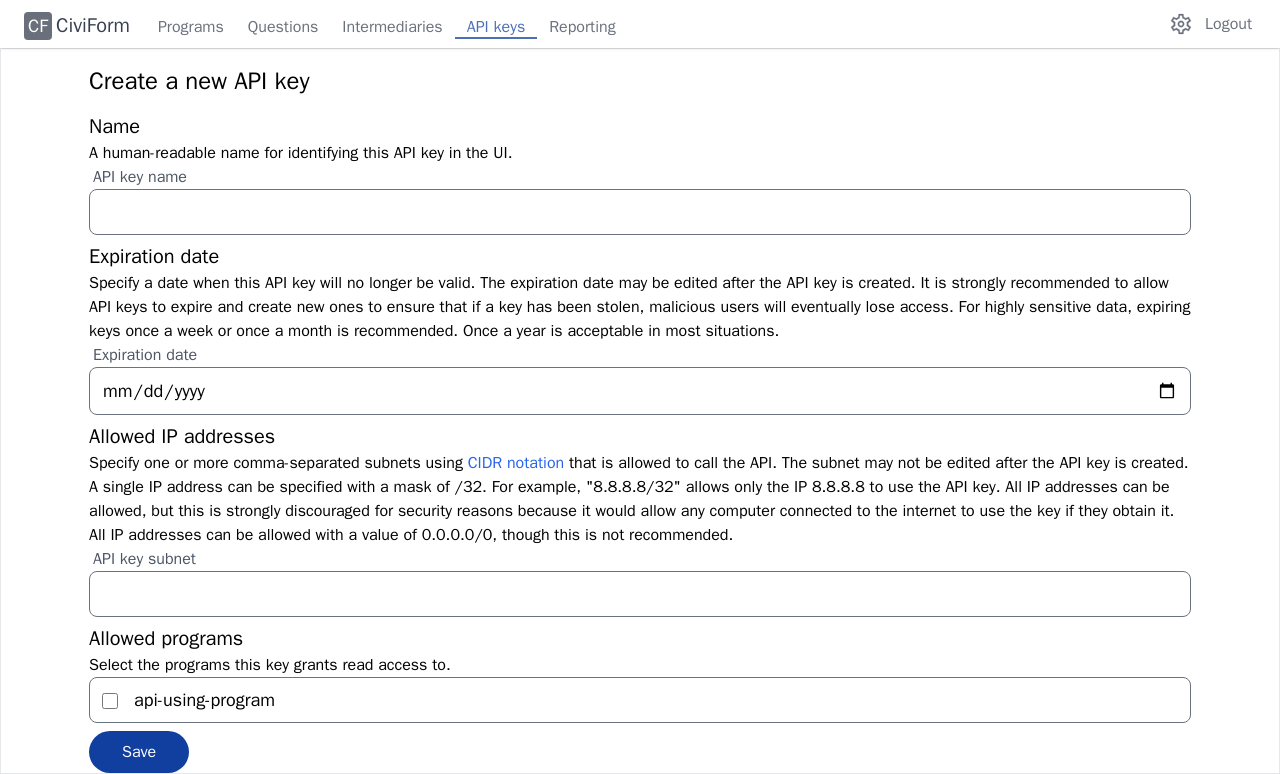 CF CiviForm Programs Questions Intermediaries API keys Reporting Logout
Create a new API key
Name
A human-readable name for identifying this API key in the UI.
API key name
Expiration date
Specify a date when this API key will no longer be valid. The expiration date may be edited after the API key is created. It is strongly recommended to allow
API keys to expire and create new ones to ensure that if a key has been stolen, malicious users will eventually lose access. For highly sensitive data, expiring
keys once a week or once a month is recommended. Once a year is acceptable in most situations.
Expiration date
mm/dd/yyyy
Allowed IP addresses
Specify one or more comma-separated subnets using CIDR notation that is allowed to call the API. The subnet may not be edited after the API key is created.
A single IP address can be specified with a mask of /32. For example, "8.8.8.8/32" allows only the IP 8.8.8.8 to use the API key. All IP addresses can be
allowed, but this is strongly discouraged for security reasons because it would allow any computer connected to the internet to use the key if they obtain it.
All IP addresses can be allowed with a value of 0.0.0.0/0, though this is not recommended.
API key subnet
Allowed programs
Select the programs this key grants read access to.
api-using-program
Save